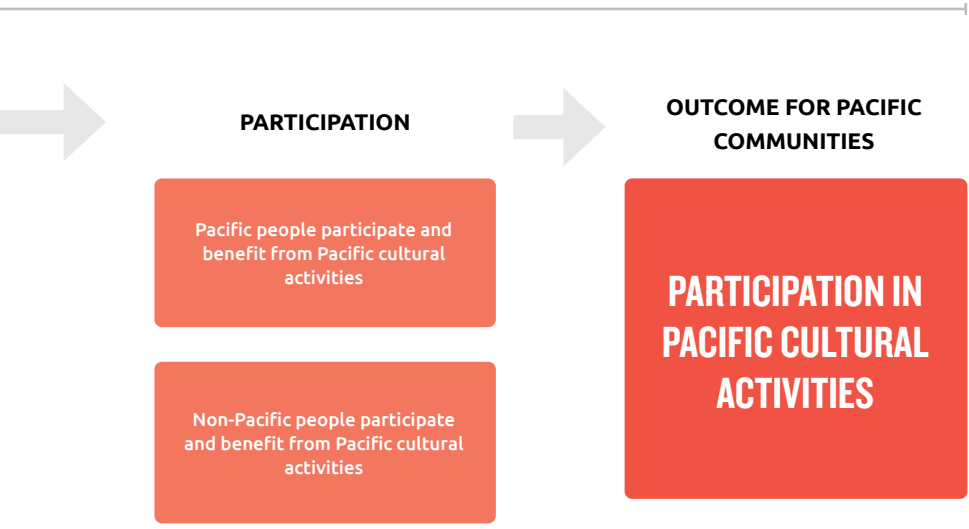 PARTICIPATION
Pacific people participate and
benefit from Pacific cultural
activities
Non-Pacific people participate
and benefit from Pacific cultural
activities
OUTCOME FOR PACIFIC
COMMUNITIES
PARTICIPATION IN
PACIFIC CULTURAL
ACTIVITIES